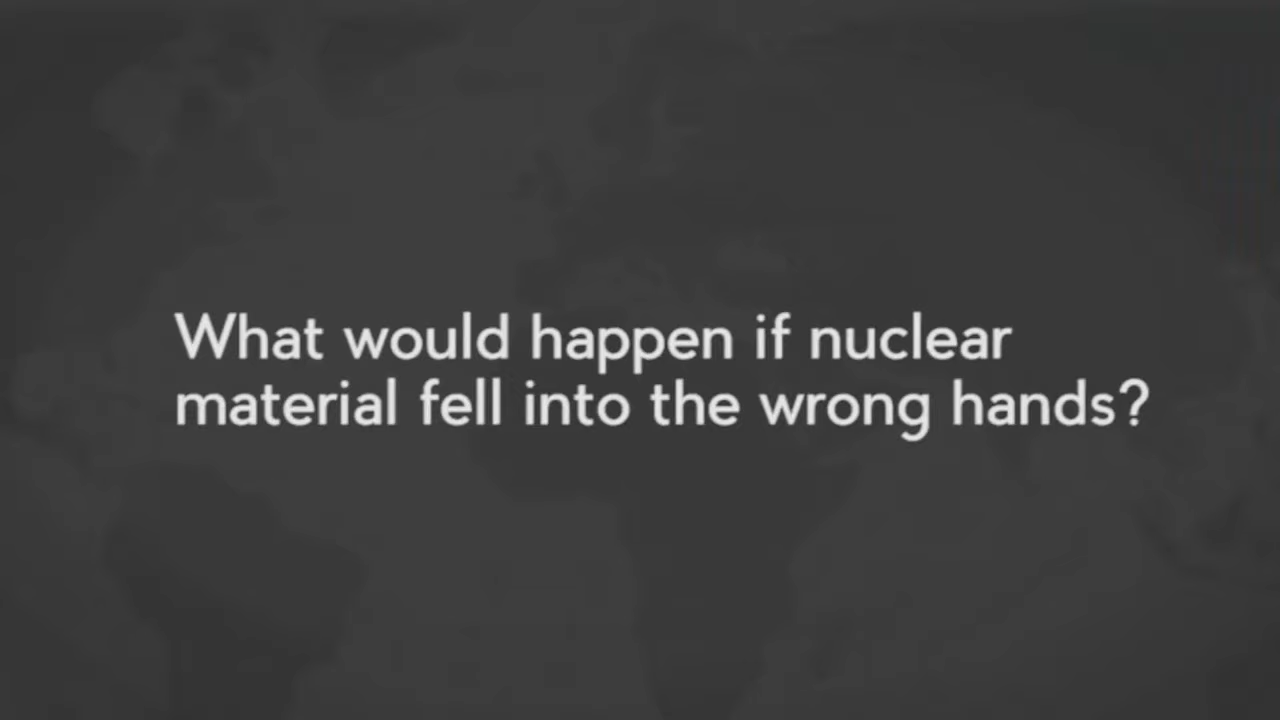 What would happen if nuclear
material fell into the wrong hands?